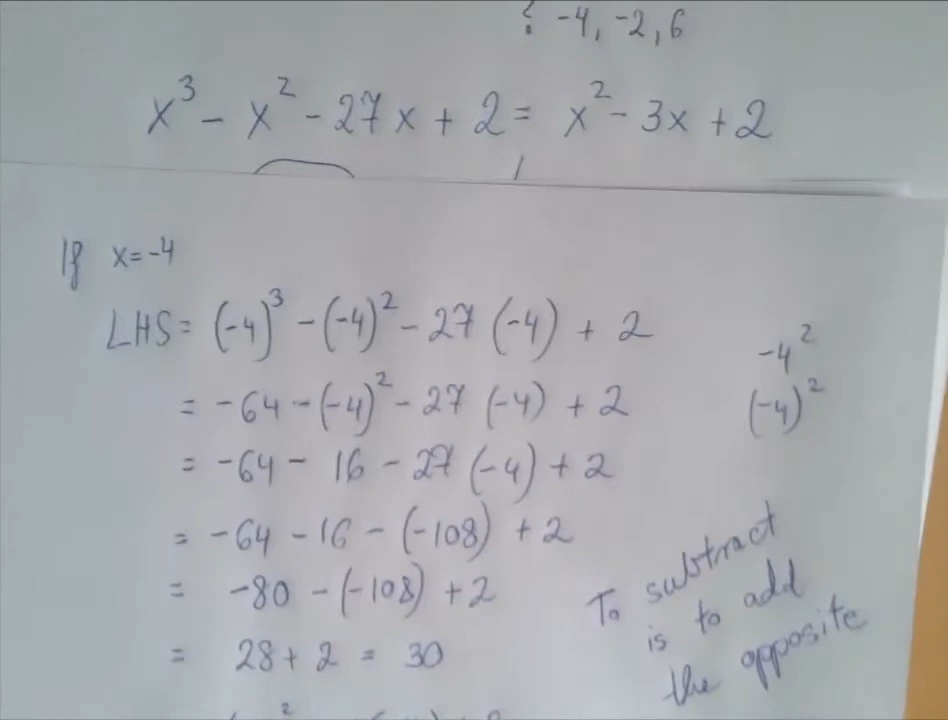 : -4, -2, 6
x³ - x² - 27x + 2 = x² - 3x + 2
If x = -4
LHS = (-4)³ - (-4)² - 27 (-4) + 2
= -64 - (-4)² - 27 (-4) + 2
= -64 - 16 - 27 (-4) + 2
= -64 - 16 - (-108) + 2
= -80 - (-108) + 2
= 28 + 2 = 30
-4²
(-4)²
To subtract
is to add
the opposite